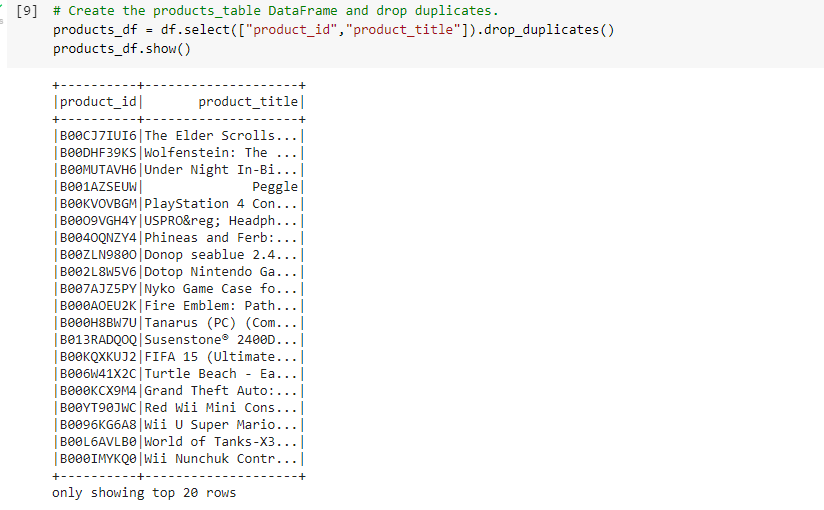 [9] # Create the products_table DataFrame and drop duplicates.
products_df = df.select(["product_id","product_title"]).drop_duplicates()
products_df.show()
+----------+--------------------+
|product_id|       product_title|
+----------+--------------------+
|B00CJ7IUI6|The Elder Scrolls...|
|B00DHF39KS|Wolfenstein: The ...|
|B00MUTAVH6|Under Night In-Bi...|
|B001AZSEUW|              Peggle|
|B00KVOVBGM|PlayStation 4 Con...|
|B0009VGH4Y|USPRO&reg; Headph...|
|B004OQNZY4|Phineas and Ferb:...|
|B00ZLN980O|Donop seablue 2.4...|
|B002L8W5V6|Dotop Nintendo Ga...|
|B007AJZ5PY|Nyko Game Case fo...|
|B000AOEU2K|Fire Emblem: Path...|
|B000H8BW7U|Tanarus (PC) (Com...|
|B013RADQOQ|Susenstone® 2400D...|
|B00KQXKUJ2|FIFA 15 (Ultimate...|
|B006W41X2C|Turtle Beach - Ea...|
|B000KCX9M4|Grand Theft Auto:...|
|B00YT90JWC|Red Wii Mini Cons...|
|B0096KG6A8|Wii U Super Mario...|
|B00L6AVLB0|World of Tanks-X3...|
|B000IMYKQ0|Wii Nunchuk Contr...|
+----------+--------------------+
only showing top 20 rows